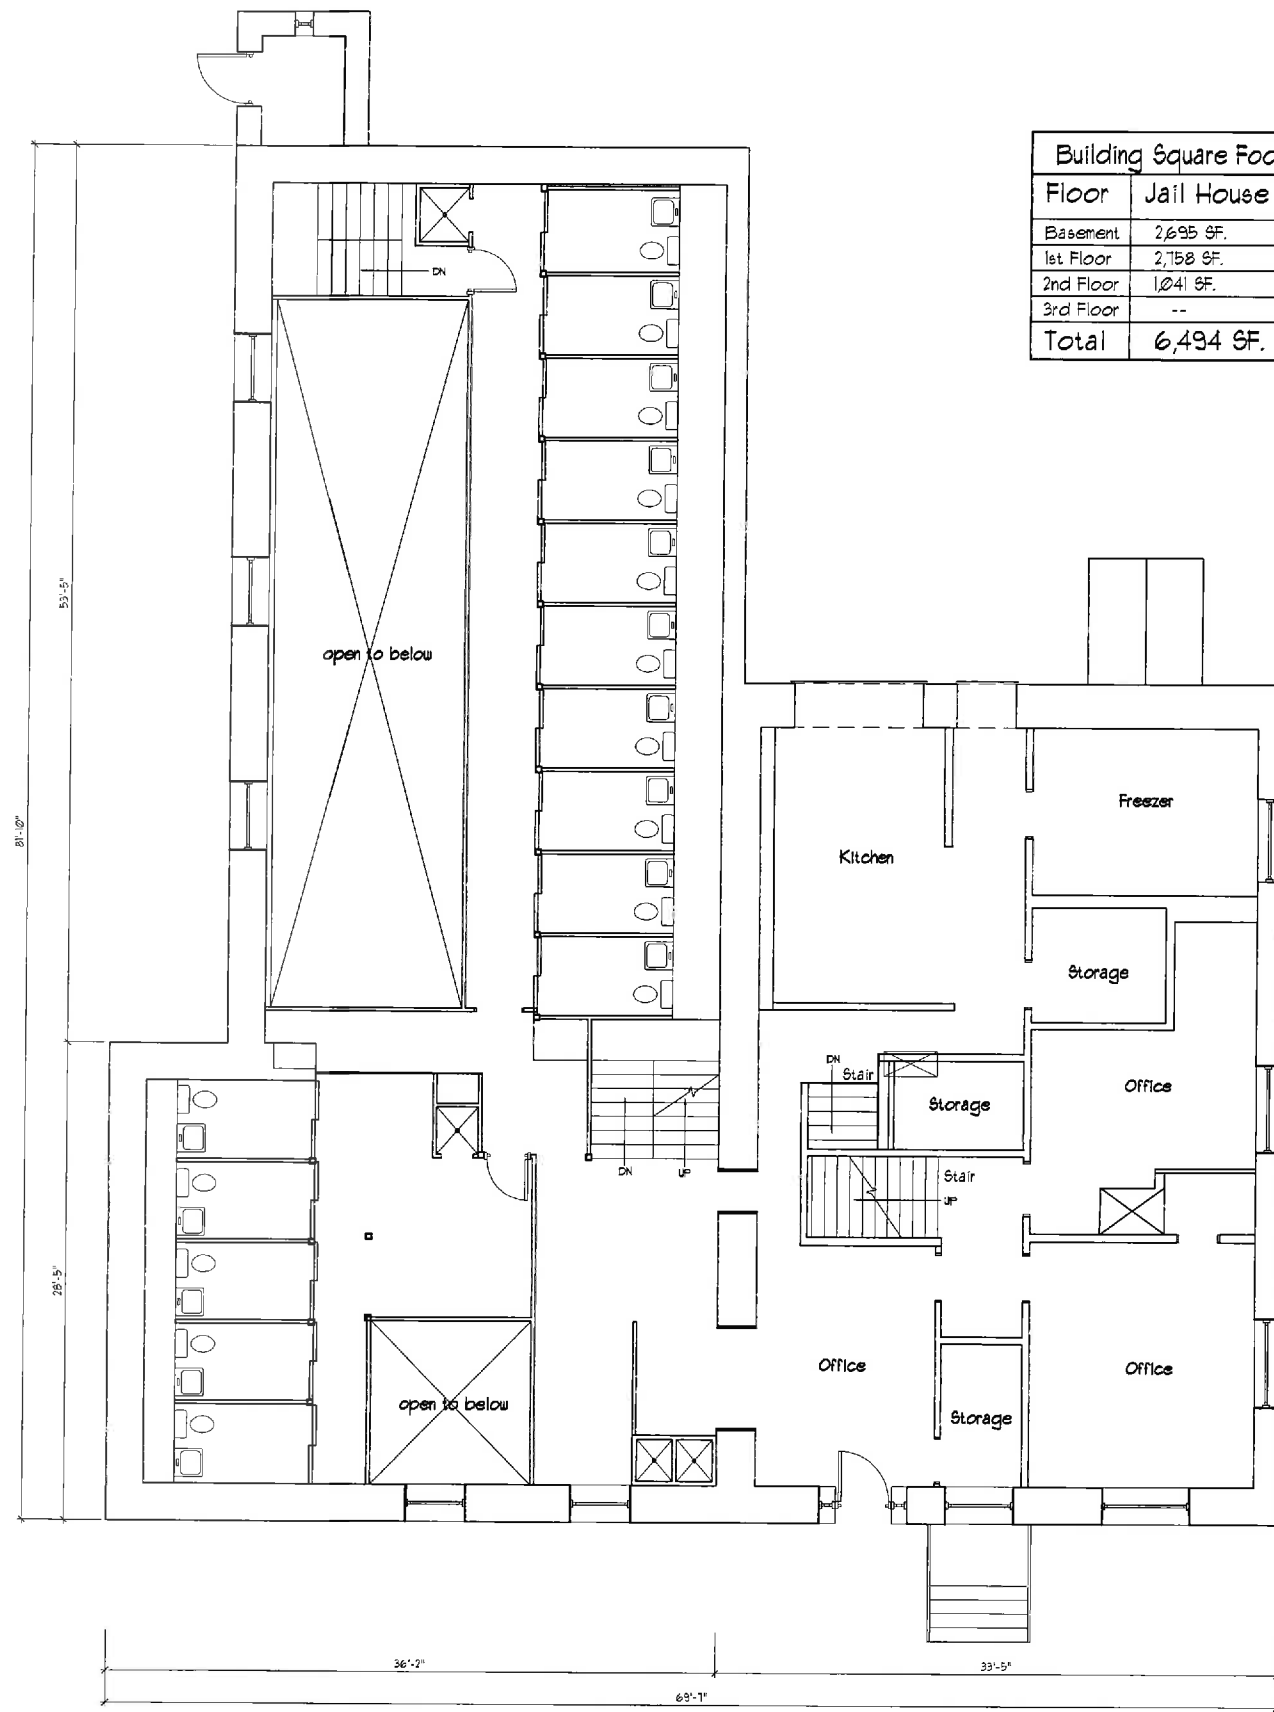 Building Square Foo
Floor Jail House
Basement 2,695 SF.
1st Floor 2,758 SF.
2nd Floor 1,041 SF.
3rd Floor --
Total 6,494 SF.
DN
53'-5"
open to below
81'-10"
Freezer
Kitchen
Storage
DN
Stair
Office
Storage
DN
UP
Stair
UP
28'-5"
Office
Office
open to below
Storage
36'-2"
33'-5"
69'-7"